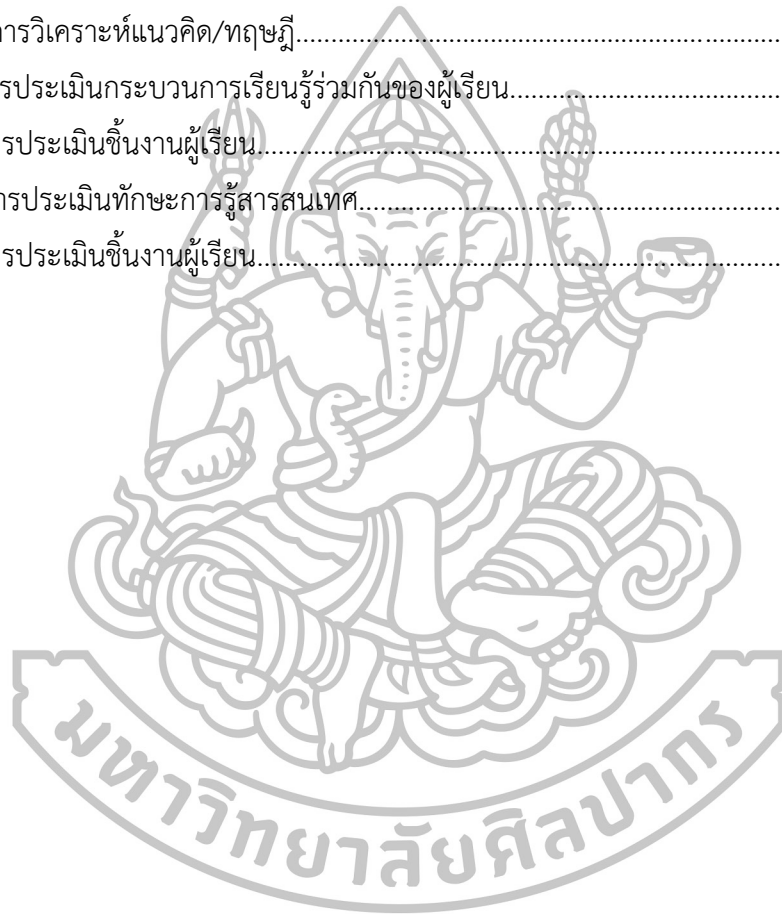 การวิเคราะห์แนวคิด/ทฤษฎี................................................................................
รประเมินกระบวนการเรียนรู้ร่วมกันของผู้เรียน.............................................
รประเมินชิ้นงานผู้เรียน.....................................................................................
ารประเมินทักษะการรู้สารสนเทศ.....................................................................
รประเมินชิ้นงานผู้เรียน.....................................................................................
มหาวิทยาลัยศิลปากร